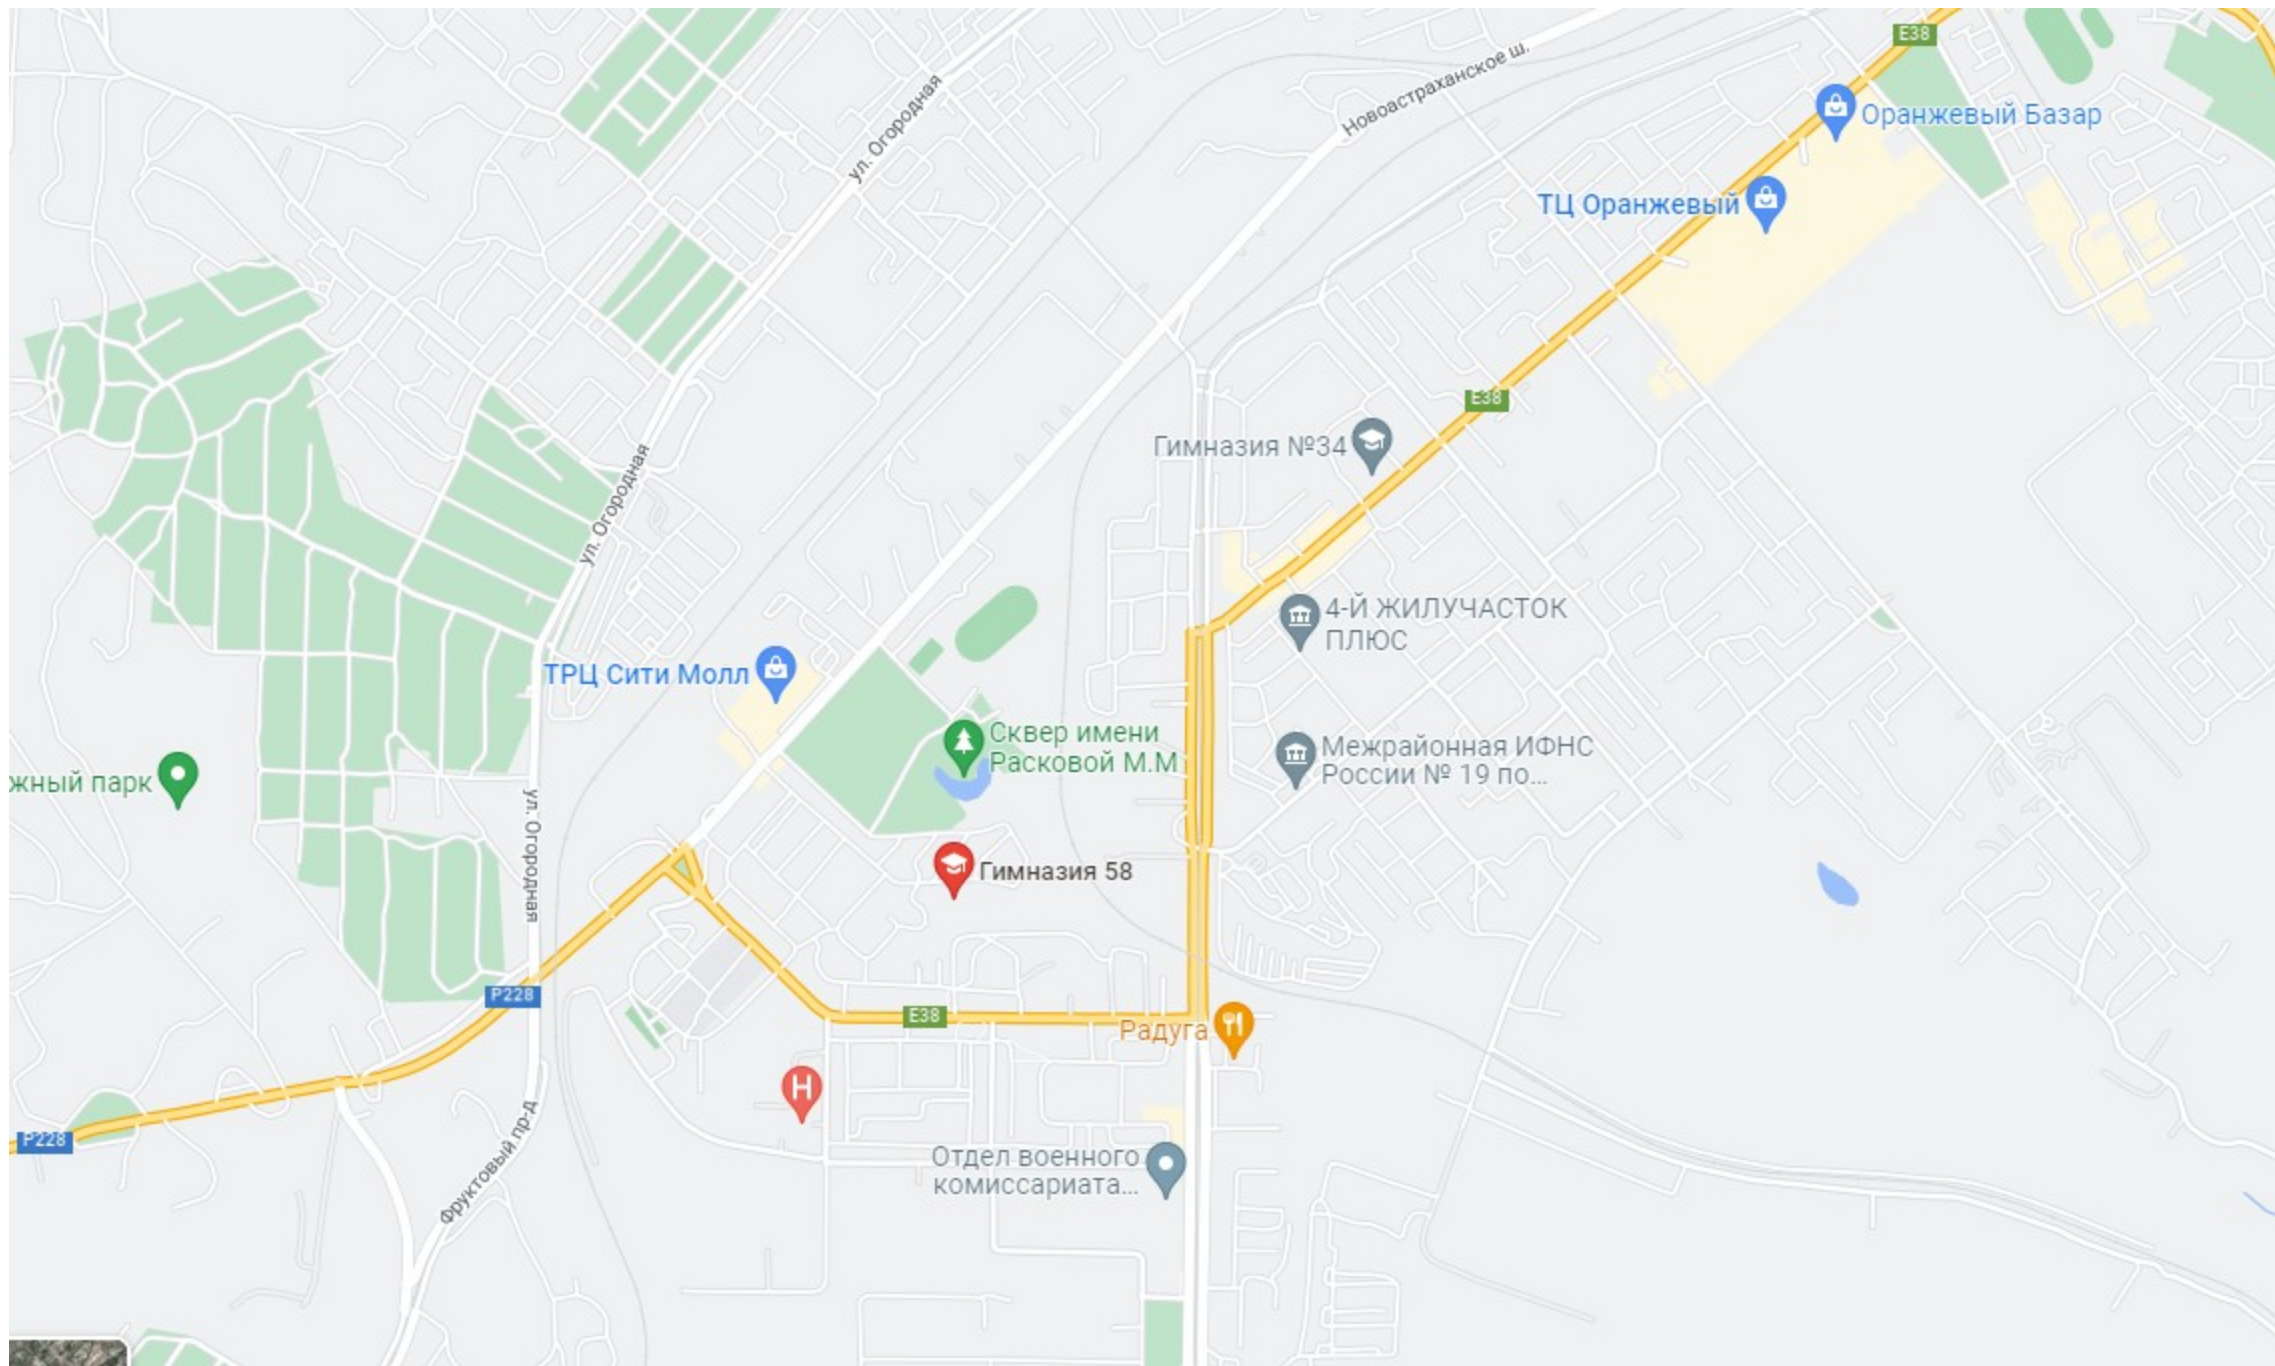 E38
Новоастраханское ш.
ул. Огородная
Оранжевый Базар
ТЦ Оранжевый
E38
Гимназия №34
ул. Огородная
4-Й ЖИЛУЧАСТОК
ПЛЮС
ТРЦ Сити Молл
Сквер имени
Расковой М.М
Межрайонная ИФНС
России № 19 по...
жный парк
ул. Огородная
Гимназия 58
P228
E38
Радуга
H
P228
Фруктовый пр-д
Отдел военного
комиссариата...